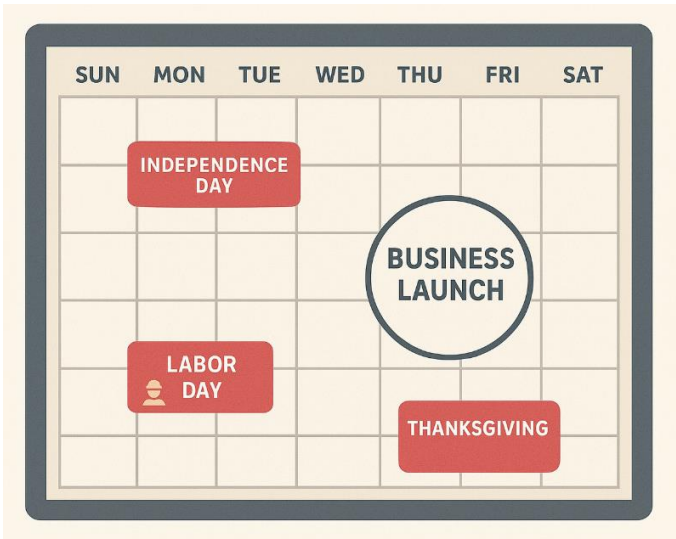 SUN MON TUE WED THU FRI SAT
INDEPENDENCE
DAY
BUSINESS
LAUNCH
LABOR
DAY
THANKSGIVING